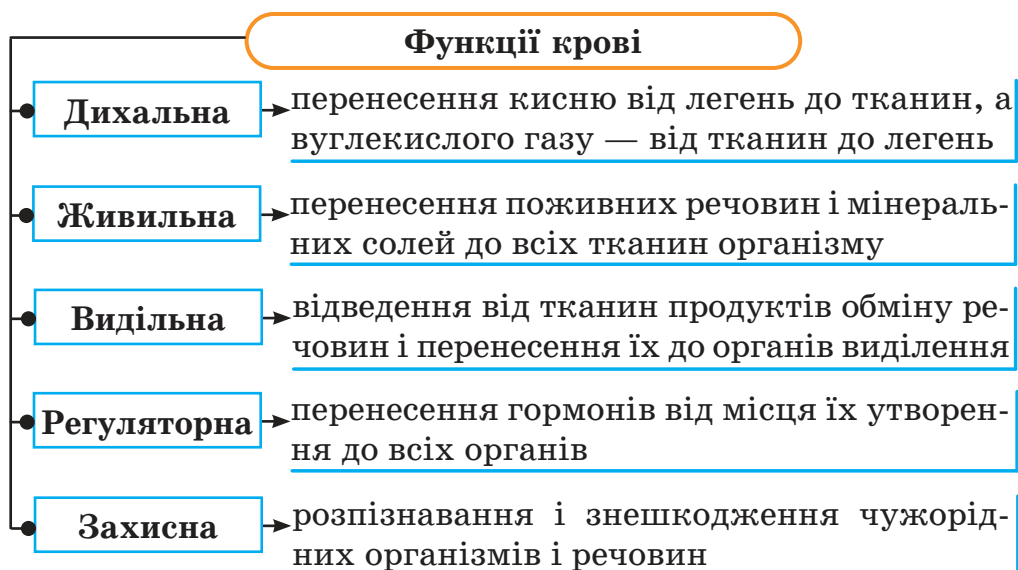 Функції крові
Дихальна
перенесення кисню від легень до тканин, а
вуглекислого газу — від тканин до легень
Живильна
перенесення поживних речовин і мінераль-
них солей до всіх тканин організму
Видільна
відведення від тканин продуктів обміну ре-
човин і перенесення їх до органів виділення
Регуляторна
перенесення гормонів від місця їх утворен-
ня до всіх органів
Захисна
розпізнавання і знешкодження чужорід-
них організмів і речовин